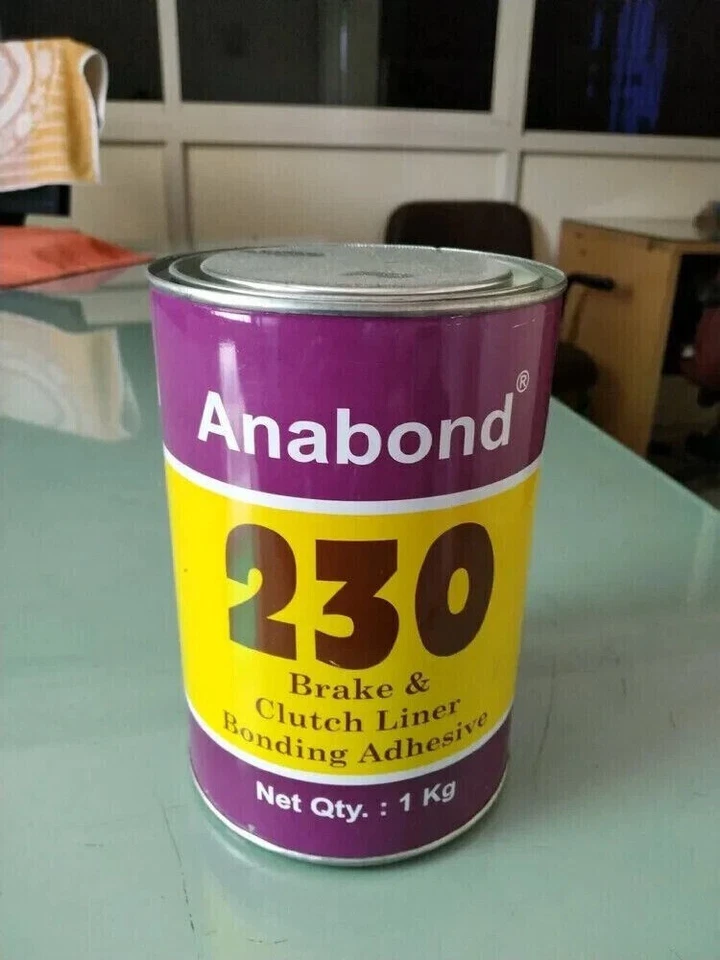 Anabond®
230
Brake &
Clutch Liner
Bonding Adhesive
Net Qty. : 1 Kg